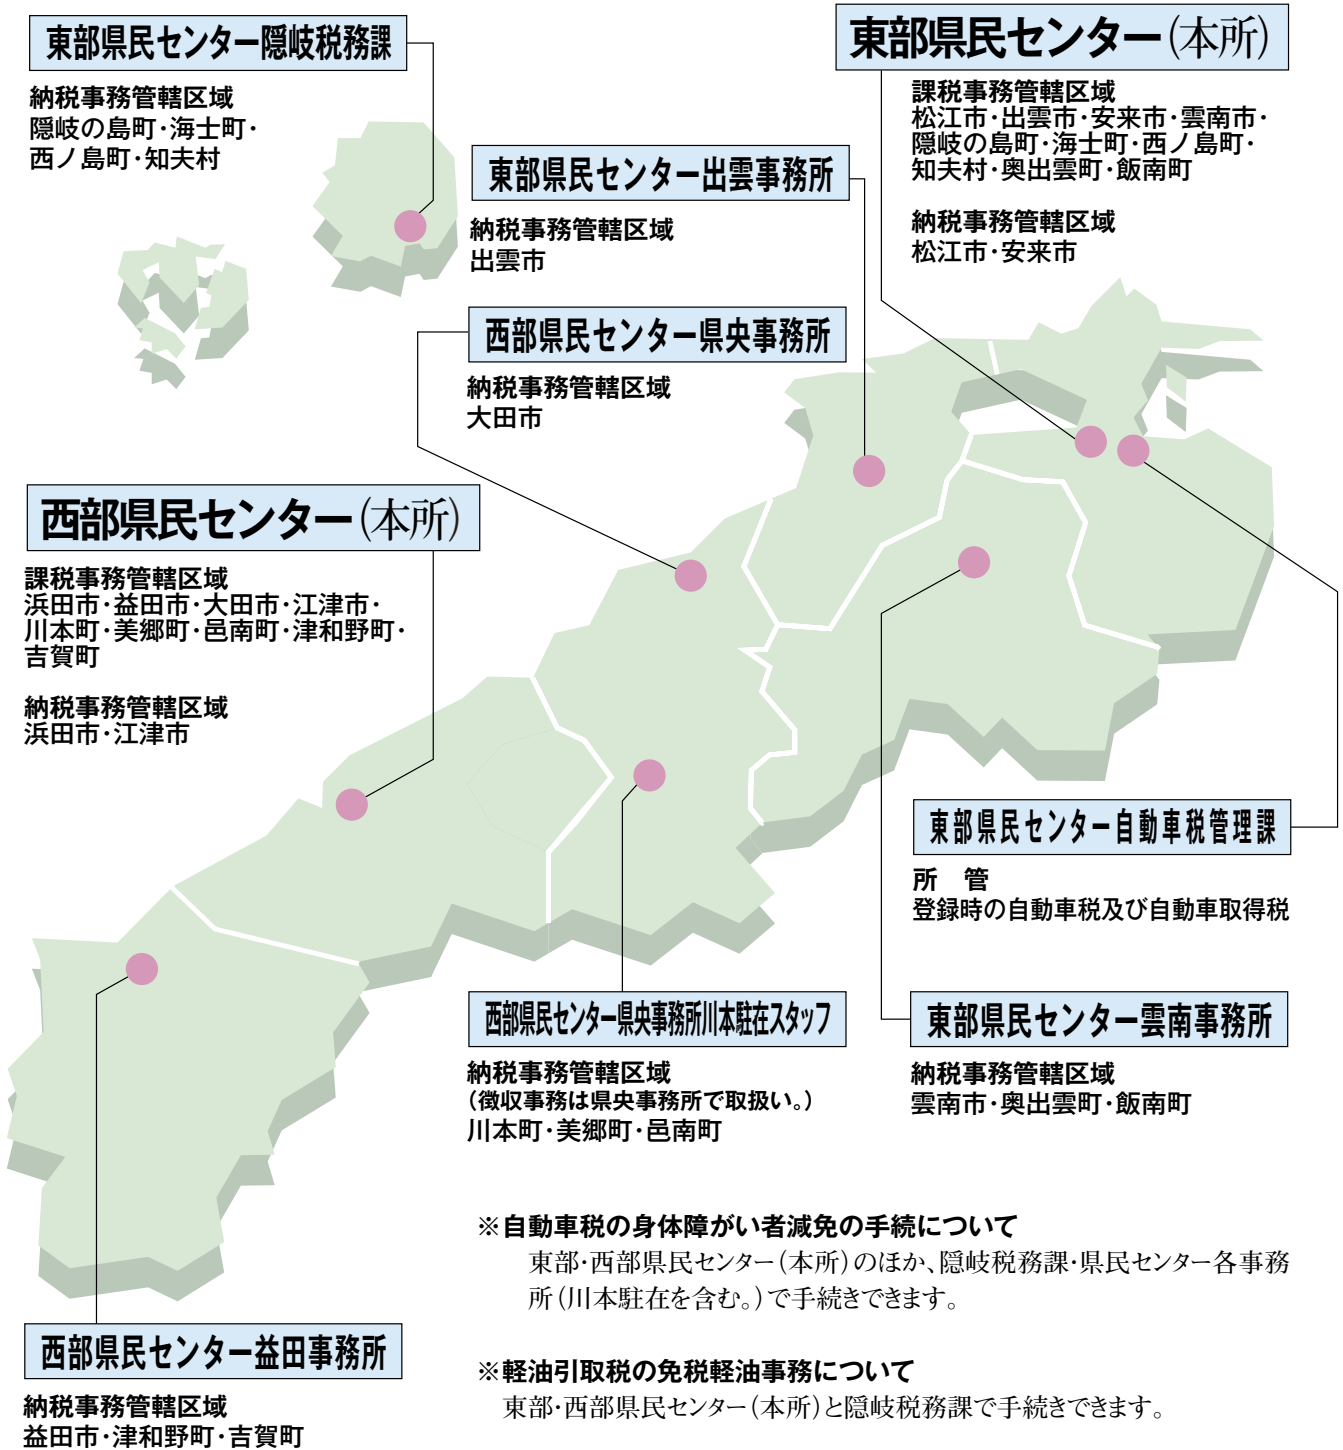 東部県民センター隠岐税務課
納税事務管轄区域
隠岐の島町･海士町･
西ノ島町･知夫村
東部県民センター(本所)
課税事務管轄区域
松江市･出雲市･安来市･雲南市･
隠岐の島町･海士町･西ノ島町･
知夫村･奥出雲町･飯南町
納税事務管轄区域
松江市･安来市
東部県民センター出雲事務所
納税事務管轄区域
出雲市
西部県民センター県央事務所
納税事務管轄区域
大田市
西部県民センター(本所)
課税事務管轄区域
浜田市･益田市･大田市･江津市･
川本町･美郷町･邑南町･津和野町･
吉賀町
納税事務管轄区域
浜田市･江津市
東部県民センター自動車税管理課
所　管
登録時の自動車税及び自動車取得税
西部県民センター県央事務所川本駐在スタッフ
納税事務管轄区域
(徴収事務は県央事務所で取扱い｡)
川本町･美郷町･邑南町
東部県民センター雲南事務所
納税事務管轄区域
雲南市･奥出雲町･飯南町
※自動車税の身体障がい者減免の手続について
東部･西部県民センター(本所)のほか､隠岐税務課･県民センター各事務
所(川本駐在を含む｡)で手続きできます｡
西部県民センター益田事務所
納税事務管轄区域
益田市･津和野町･吉賀町
※軽油引取税の免税軽油事務について
東部･西部県民センター(本所)と隠岐税務課で手続きできます｡